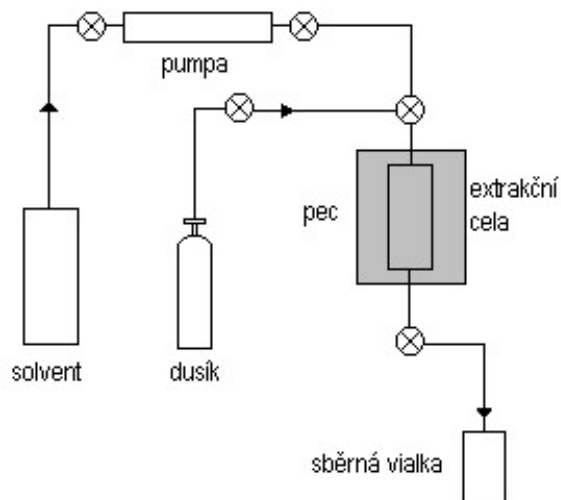 pumpa
pec
extrakční
cela
solvent
dusík
sběrná vialka